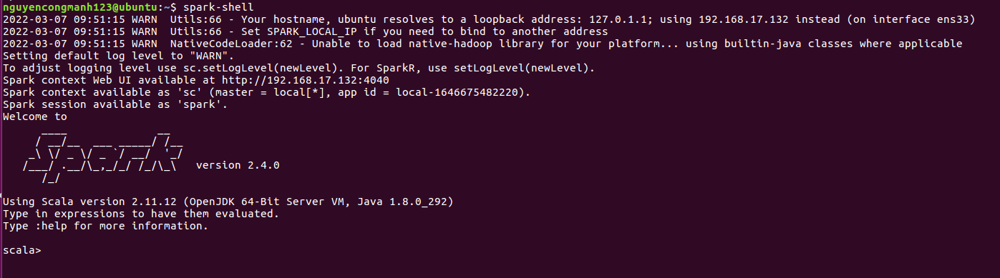 nguyencongmanh123@ubuntu:~$ spark-shell
2022-03-07 09:51:15 WARN  Utils:66 - Your hostname, ubuntu resolves to a loopback address: 127.0.1.1; using 192.168.17.132 instead (on interface ens33)
2022-03-07 09:51:15 WARN  Utils:66 - Set SPARK_LOCAL_IP if you need to bind to another address
2022-03-07 09:51:15 WARN  NativeCodeLoader:62 - Unable to load native-hadoop library for your platform... using builtin-java classes where applicable
Setting default log level to "WARN".
To adjust logging level use sc.setLogLevel(newLevel). For SparkR, use setLogLevel(newLevel).
Spark context Web UI available at http://192.168.17.132:4040
Spark context available as 'sc' (master = local[*], app id = local-1646675482220).
Spark session available as 'spark'.
Welcome to
      ____              __
     / __/__  ___ _____/ /__
    _\ \/ _ \/ _ `/ __/  '_/
   /___/ .__/\_,_/_/ /_/\_\   version 2.4.0
      /_/
Using Scala version 2.11.12 (OpenJDK 64-Bit Server VM, Java 1.8.0_292)
Type in expressions to have them evaluated.
Type :help for more information.
scala>